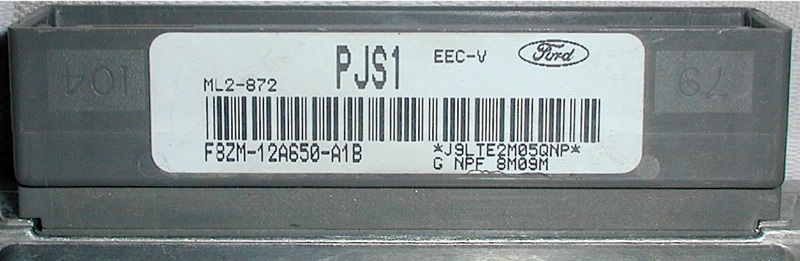 PJS1
EEC-V
Ford
ML2-872
F8ZM-12A650-A1B
*J9LTE2M05QNP*
G NPF 8M09M
104
79